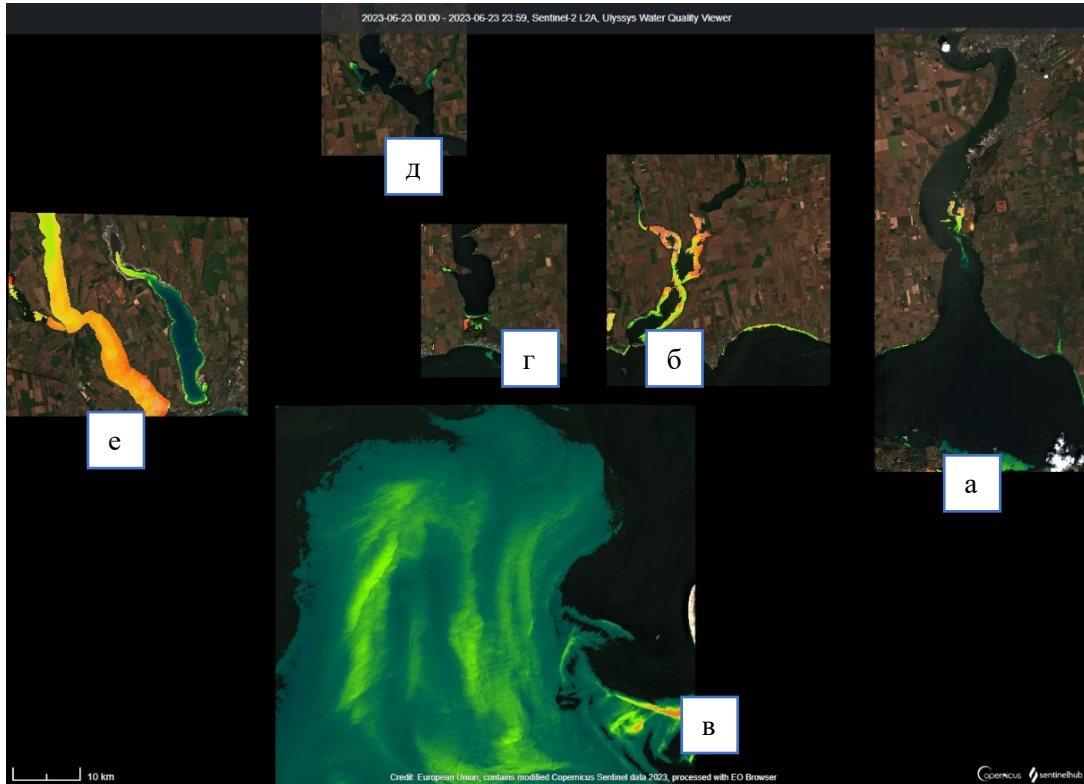 2023-06-23 00:00 - 2023-06-23 23:59, Sentinel-2 L2A, Ulyssys Water Quality Viewer
д
г
б
е
а
в
10 km
Credit: European Union, contains modified Copernicus Sentinel data 2023, processed with EO Browser
Copernicus
sentinelhub